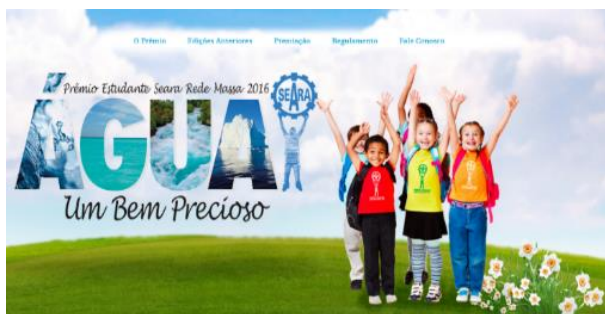 O Prêmio Edições Anteriores Premiação Regulamento Fale Conosco
Prêmio Estudante Seara Rede Massa 2016
SEARA
ÁGUA
Um Bem Precioso